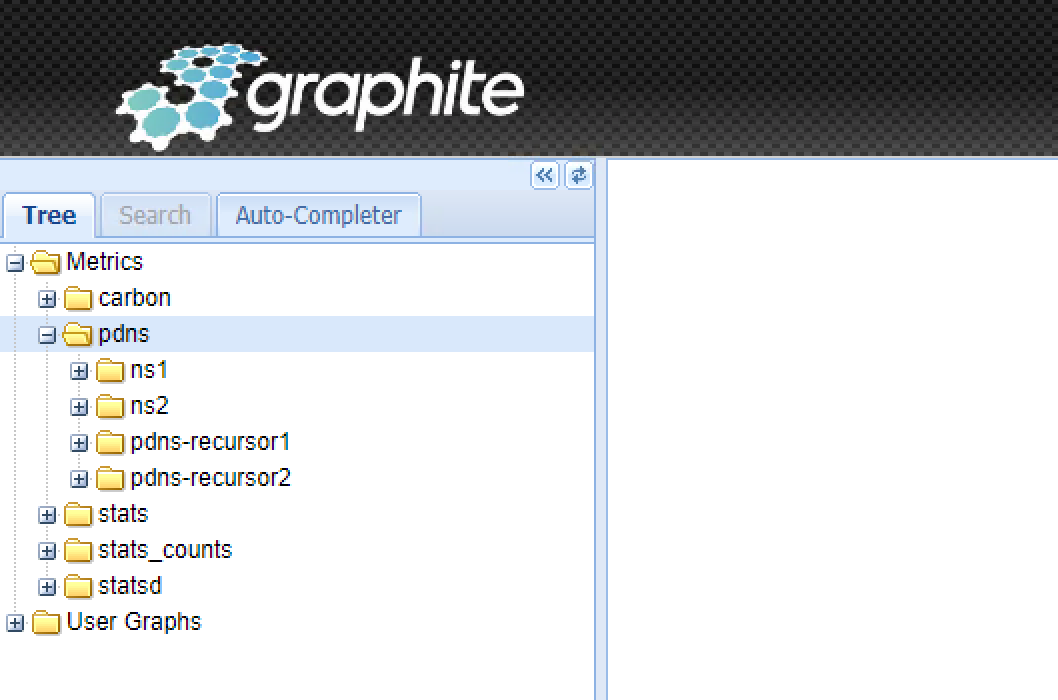 graphite
Tree Search Auto-Completer
Metrics
carbon
pdns
ns1
ns2
pdns-recursor1
pdns-recursor2
stats
stats_counts
statsd
User Graphs